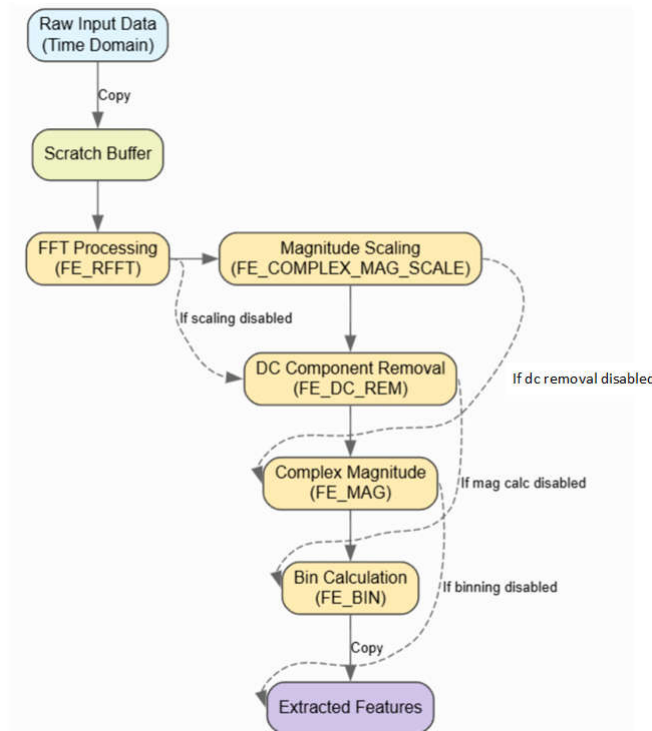 Raw Input Data
(Time Domain)
Copy
Scratch Buffer
FFT Processing
(FE_RFFT)
Magnitude Scaling
(FE_COMPLEX_MAG_SCALE)
If scaling disabled
DC Component Removal
(FE_DC_REM)
If dc removal disabled
Complex Magnitude
(FE_MAG)
If mag calc disabled
Bin Calculation
(FE_BIN)
If binning disabled
Copy
Extracted Features